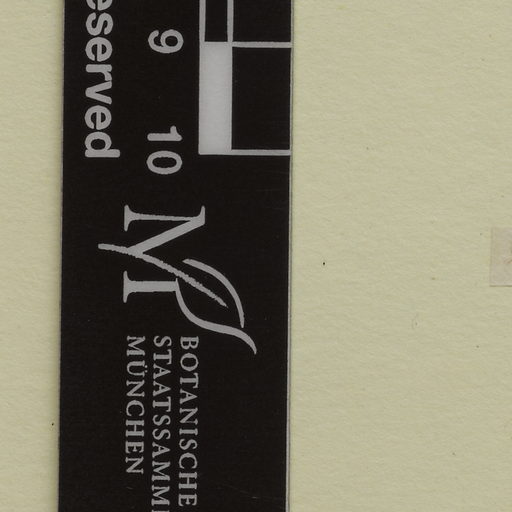 eserved
9 10
M
BOTANISCHE
STAATSSAMM
MÜNCHEN